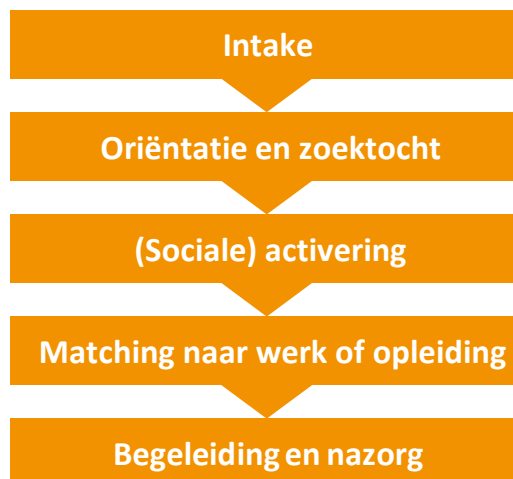 Intake
Oriëntatie en zoektocht
(Sociale) activering
Matching naar werk of opleiding
Begeleiding en nazorg